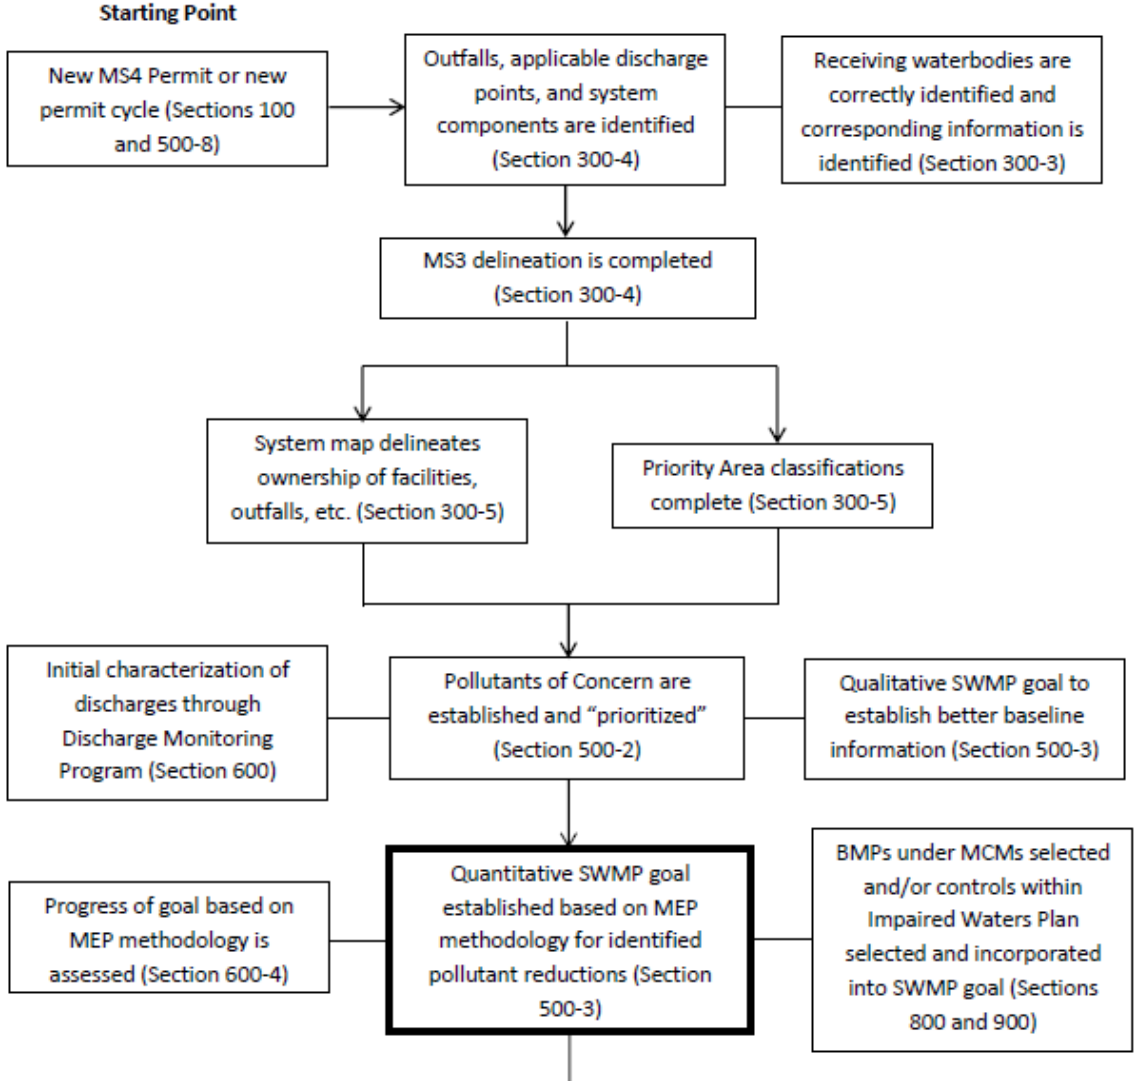 Starting Point
New MS4 Permit or new
permit cycle (Sections 100
and 500-8)
Outfalls, applicable discharge
points, and system
components are identified
(Section 300-4)
Receiving waterbodies are
correctly identified and
corresponding information is
identified (Section 300-3)
MS3 delineation is completed
(Section 300-4)
System map delineates
ownership of facilities,
outfalls, etc. (Section 300-5)
Priority Area classifications
complete (Section 300-5)
Initial characterization of
discharges through
Discharge Monitoring
Program (Section 600)
Pollutants of Concern are
established and “prioritized”
(Section 500-2)
Qualitative SWMP goal to
establish better baseline
information (Section 500-3)
Progress of goal based on
MEP methodology is
assessed (Section 600-4)
Quantitative SWMP goal
established based on MEP
methodology for identified
pollutant reductions (Section
500-3)
BMPs under MCMs selected
and/or controls within
Impaired Waters Plan
selected and incorporated
into SWMP goal (Sections
800 and 900)